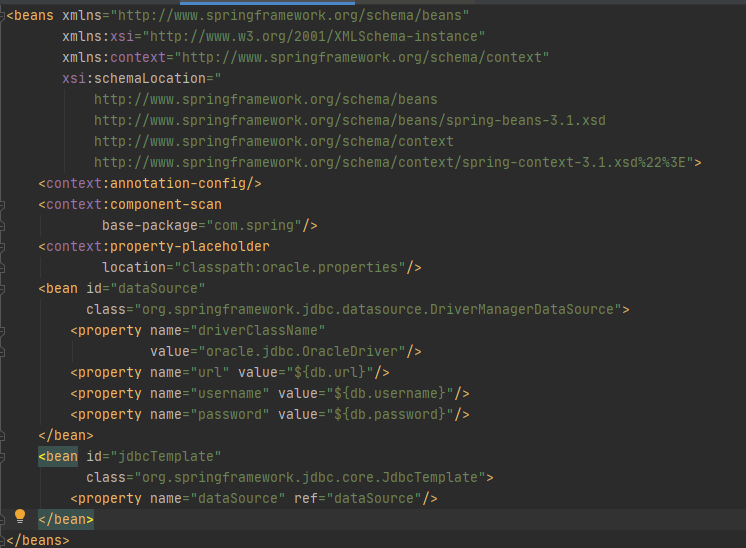 <beans xmlns="http://www.springframework.org/schema/beans"
       xmlns:xsi="http://www.w3.org/2001/XMLSchema-instance"
       xmlns:context="http://www.springframework.org/schema/context"
       xsi:schemaLocation="
           http://www.springframework.org/schema/beans
           http://www.springframework.org/schema/beans/spring-beans-3.1.xsd
           http://www.springframework.org/schema/context
           http://www.springframework.org/schema/context/spring-context-3.1.xsd%22%3E">
    <context:annotation-config/>
    <context:component-scan
            base-package="com.spring"/>
    <context:property-placeholder
            location="classpath:oracle.properties"/>
    <bean id="dataSource"
          class="org.springframework.jdbc.datasource.DriverManagerDataSource">
        <property name="driverClassName"
                  value="oracle.jdbc.OracleDriver"/>
        <property name="url" value="${db.url}"/>
        <property name="username" value="${db.username}"/>
        <property name="password" value="${db.password}"/>
    </bean>
    <bean id="jdbcTemplate"
          class="org.springframework.jdbc.core.JdbcTemplate">
        <property name="dataSource" ref="dataSource"/>
    </bean>
</beans>